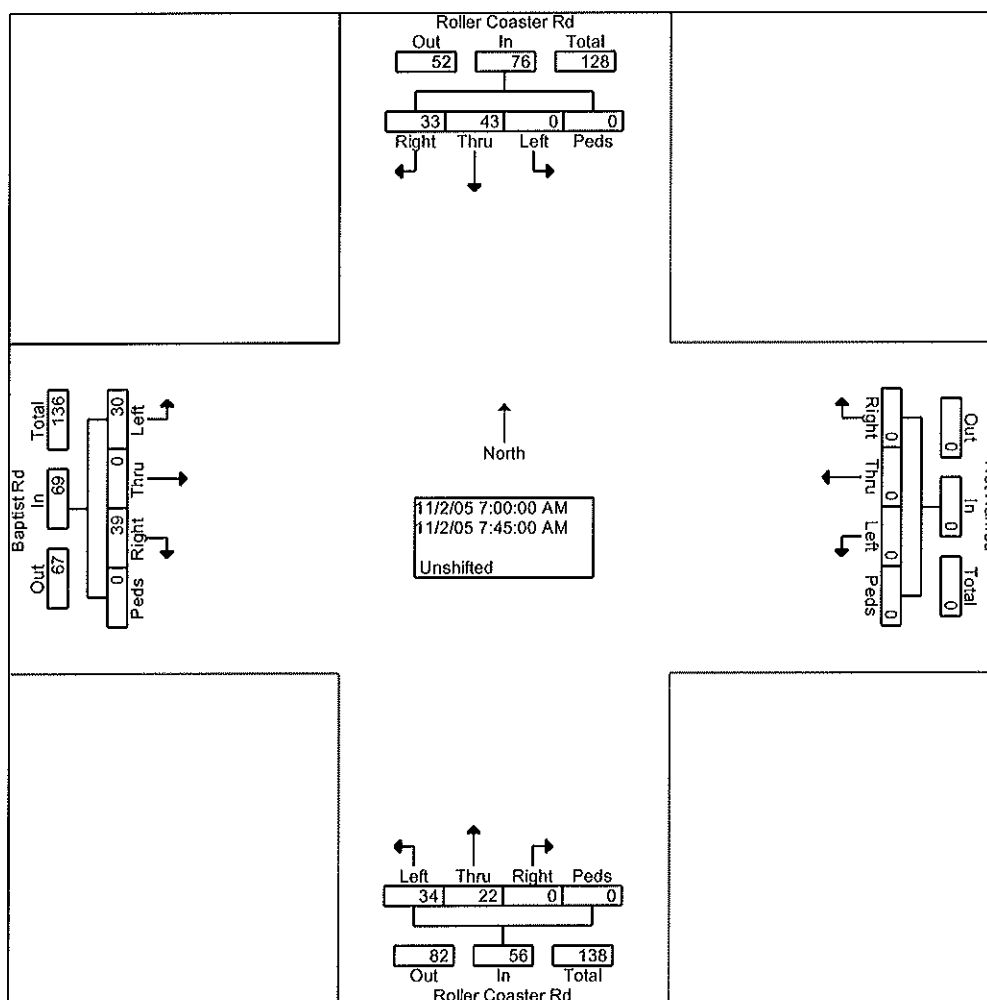 Roller Coaster Rd
Out In Total
52 76 128
33 43 0 0
Right Thru Left Peds
Baptist Rd
Total In Out
136 69 67
30 0 39 0
Left Thru Right Peds
North
11/2/05 7:00:00 AM
11/2/05 7:45:00 AM
Unshifted
Right Thru Left Peds
0 0 0 0
Out In Total
0 0 0
Left Thru Right Peds
34 22 0 0
82 56 138
Out In Total
Roller Coaster Rd